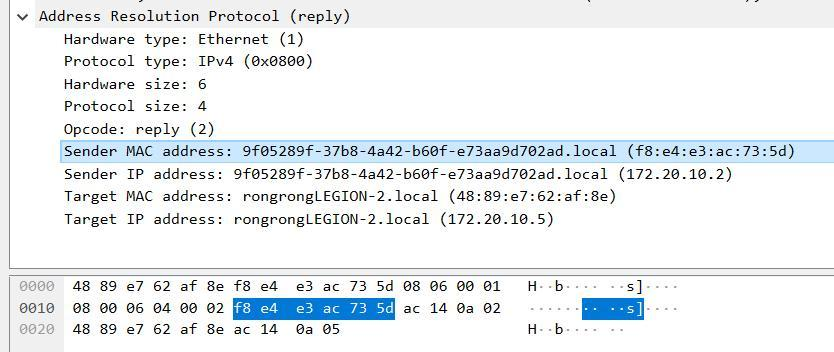 Address Resolution Protocol (reply)
Hardware type: Ethernet (1)
Protocol type: IPv4 (0x0800)
Hardware size: 6
Protocol size: 4
Opcode: reply (2)
Sender MAC address: 9f05289f-37b8-4a42-b60f-e73aa9d702ad.local (f8:e4:e3:ac:73:5d)
Sender IP address: 9f05289f-37b8-4a42-b60f-e73aa9d702ad.local (172.20.10.2)
Target MAC address: rongrongLEGION-2.local (48:89:e7:62:af:8e)
Target IP address: rongrongLEGION-2.local (172.20.10.5)
0000 48 89 e7 62 af 8e f8 e4 e3 ac 73 5d 08 06 00 01 H··b···· ··s]····
0010 08 00 06 04 00 02 f8 e4 e3 ac 73 5d ac 14 0a 02 ········ ··s]····
0020 48 89 e7 62 af 8e ac 14 0a 05 H··b···· ··